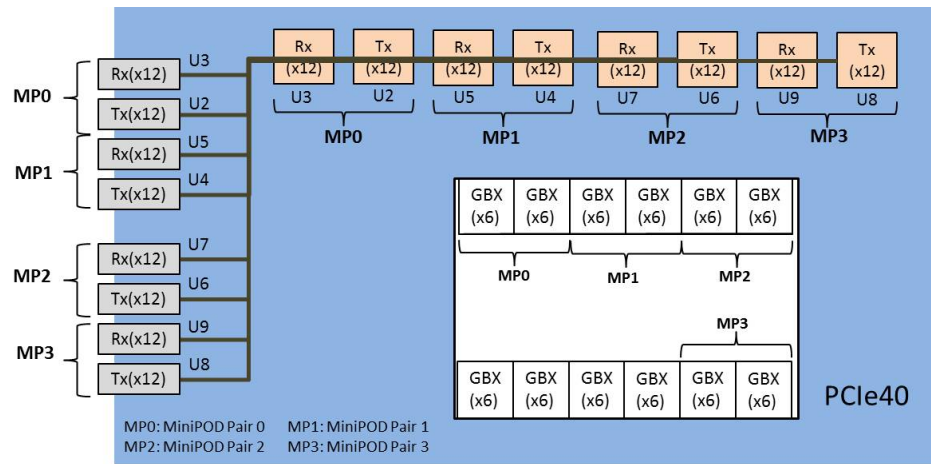 Rx
(x12)
U3
Tx
(x12)
U2
MP0
Rx
(x12)
U5
Tx
(x12)
U4
MP1
Rx
(x12)
U7
Tx
(x12)
U6
MP2
Rx
(x12)
U9
Tx
(x12)
U8
MP3
MP0
Rx(x12)
U3
Tx(x12)
U2
MP1
Rx(x12)
U5
Tx(x12)
U4
MP2
Rx(x12)
U7
Tx(x12)
U6
MP3
Rx(x12)
U9
Tx(x12)
U8
GBX
(x6)
GBX
(x6)
GBX
(x6)
GBX
(x6)
GBX
(x6)
GBX
(x6)
MP0
MP1
MP2
MP3
GBX
(x6)
GBX
(x6)
GBX
(x6)
GBX
(x6)
GBX
(x6)
GBX
(x6)
PCIe40
MP0: MiniPOD Pair 0
MP1: MiniPOD Pair 1
MP2: MiniPOD Pair 2
MP3: MiniPOD Pair 3